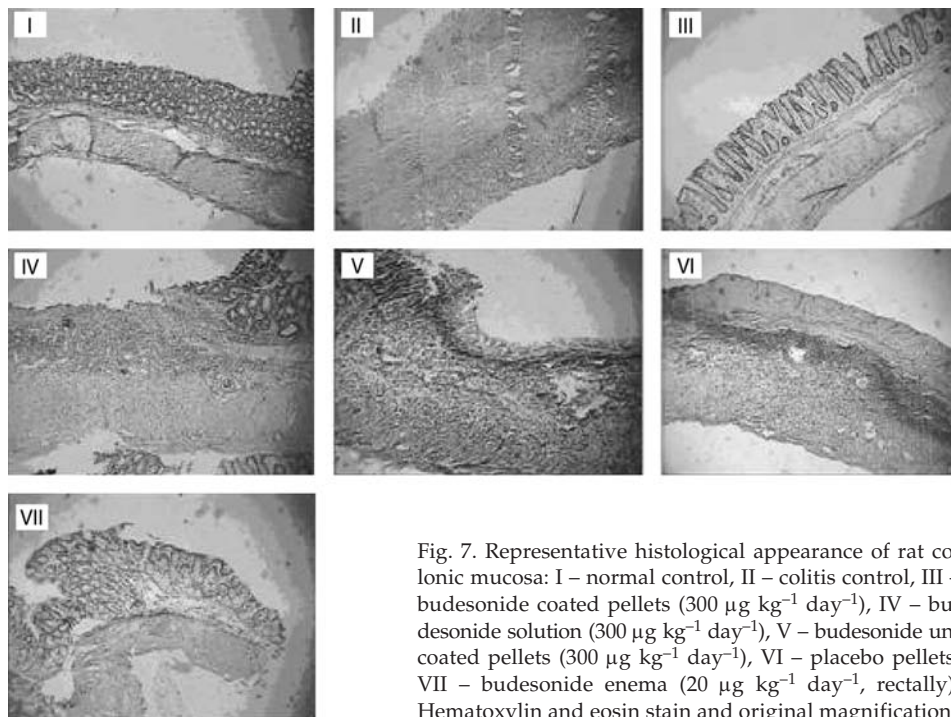 I
II
III
IV
V
VI
VII
Fig. 7. Representative histological appearance of rat co-
lonic mucosa: I – normal control, II – colitis control, III –
budesonide coated pellets (300 μg kg⁻¹ day⁻¹), IV – bu-
desonide solution (300 μg kg⁻¹ day⁻¹), V – budesonide un-
coated pellets (300 μg kg⁻¹ day⁻¹), VI – placebo pellets,
VII – budesonide enema (20 μg kg⁻¹ day⁻¹, rectally).
Hematoxylin and eosin stain and original magnification